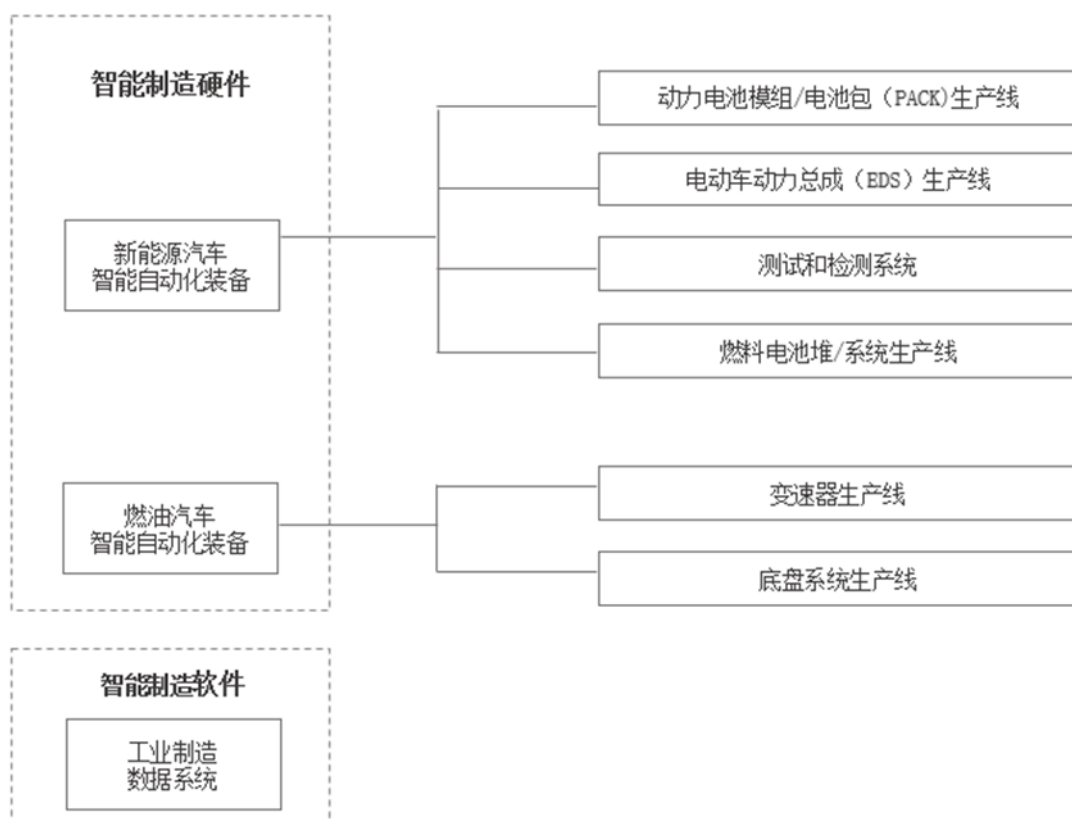 智能制造硬件
动力电池模组/电池包（PACK)生产线
电动车动力总成（EDS）生产线
新能源汽车
智能自动化装备
测试和检测系统
燃料电池堆/系统生产线
燃油汽车
智能自动化装备
变速器生产线
底盘系统生产线
智能制造软件
工业制造
数据系统